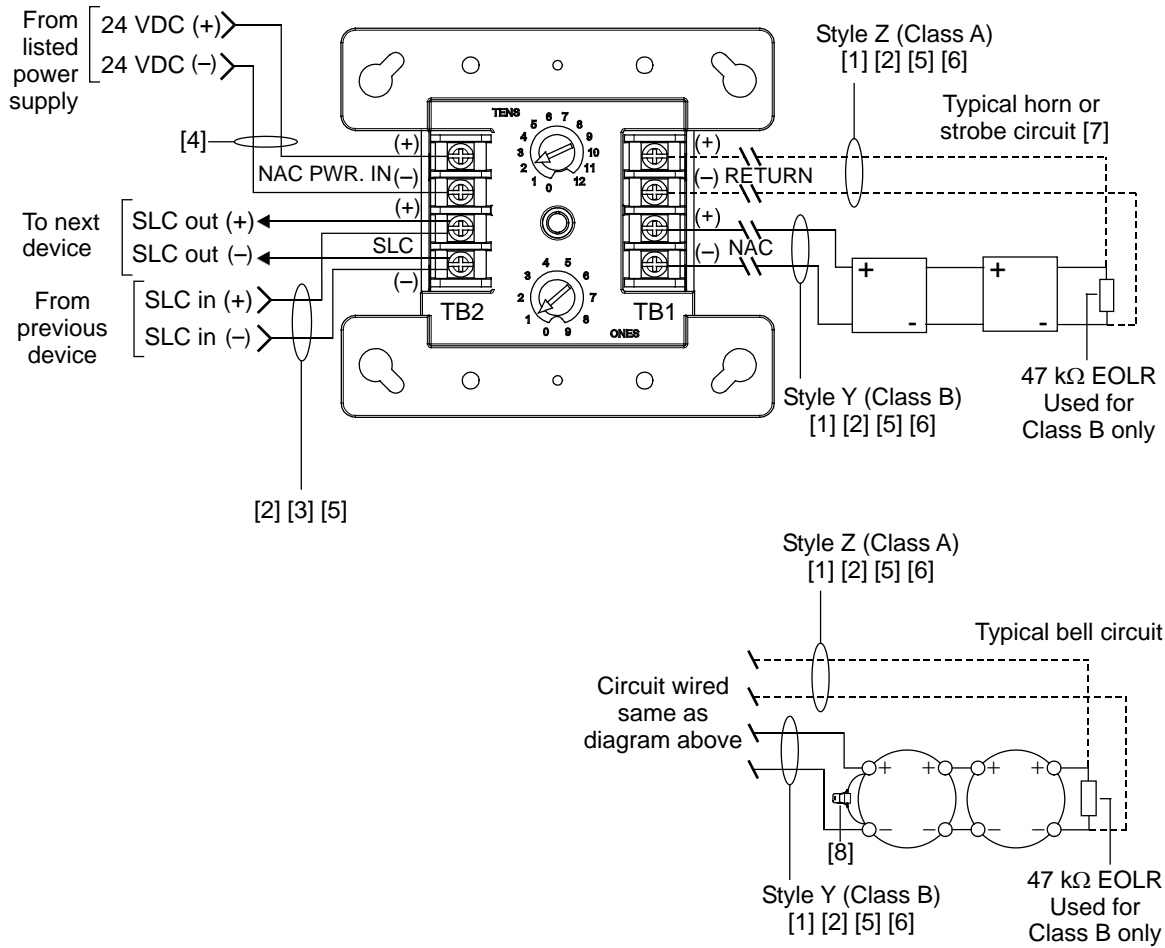 From
listed
power
supply
24 VDC (+)
24 VDC (–)
[4]
NAC PWR. IN
(+)
(–)
To next
device
SLC out (+)
SLC out (–)
(+)
SLC
(–)
From
previous
device
SLC in (+)
SLC in (–)
[2] [3] [5]
TENS
0 1 2 3 4 5 6 7 8 9 10 11 12
TB2
TB1
0 1 2 3 4 5 6 7 8 9
ONES
(+)
(–) RETURN
(+)
(–) NAC
Style Z (Class A)
[1] [2] [5] [6]
Typical horn or
strobe circuit [7]
+
-
+
-
Style Y (Class B)
[1] [2] [5] [6]
47 kΩ EOLR
Used for
Class B only
Style Z (Class A)
[1] [2] [5] [6]
Typical bell circuit
Circuit wired
same as
diagram above
+ + + +
– – – –
[8]
Style Y (Class B)
[1] [2] [5] [6]
47 kΩ EOLR
Used for
Class B only